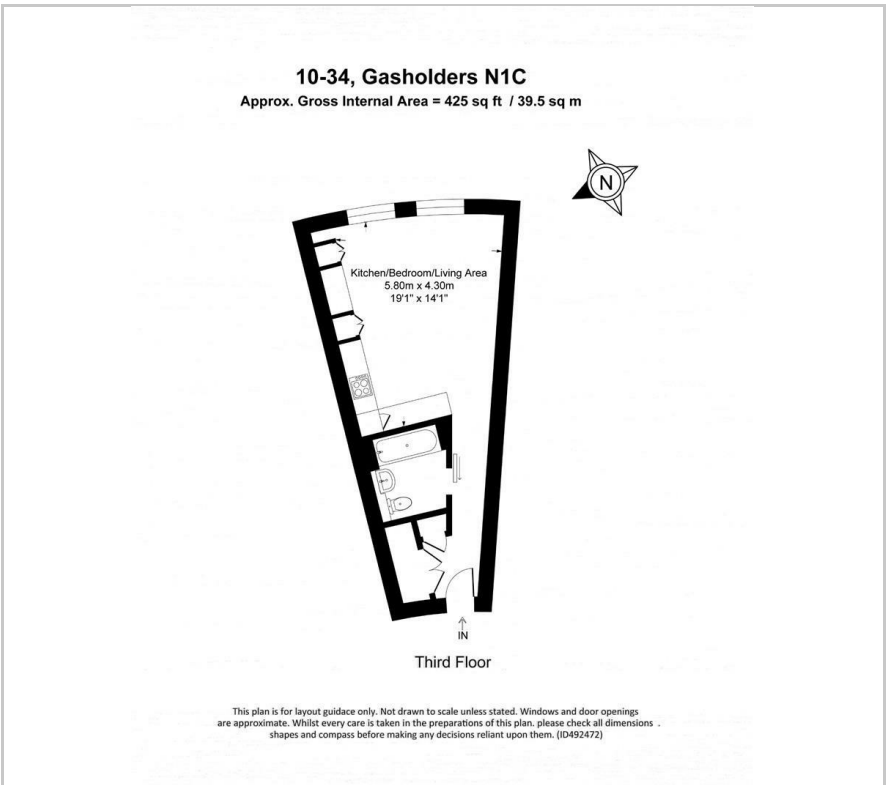 10-34, Gasholders N1C
Approx. Gross Internal Area = 425 sq ft / 39.5 sq m
N
Kitchen/Bedroom/Living Area
5.80m x 4.30m
19'1" x 14'1"
IN
Third Floor
This plan is for layout guidace only. Not drawn to scale unless stated. Windows and door openings
are approximate. Whilst every care is taken in the preparations of this plan. please check all dimensions .
shapes and compass before making any decisions reliant upon them. (ID492472)